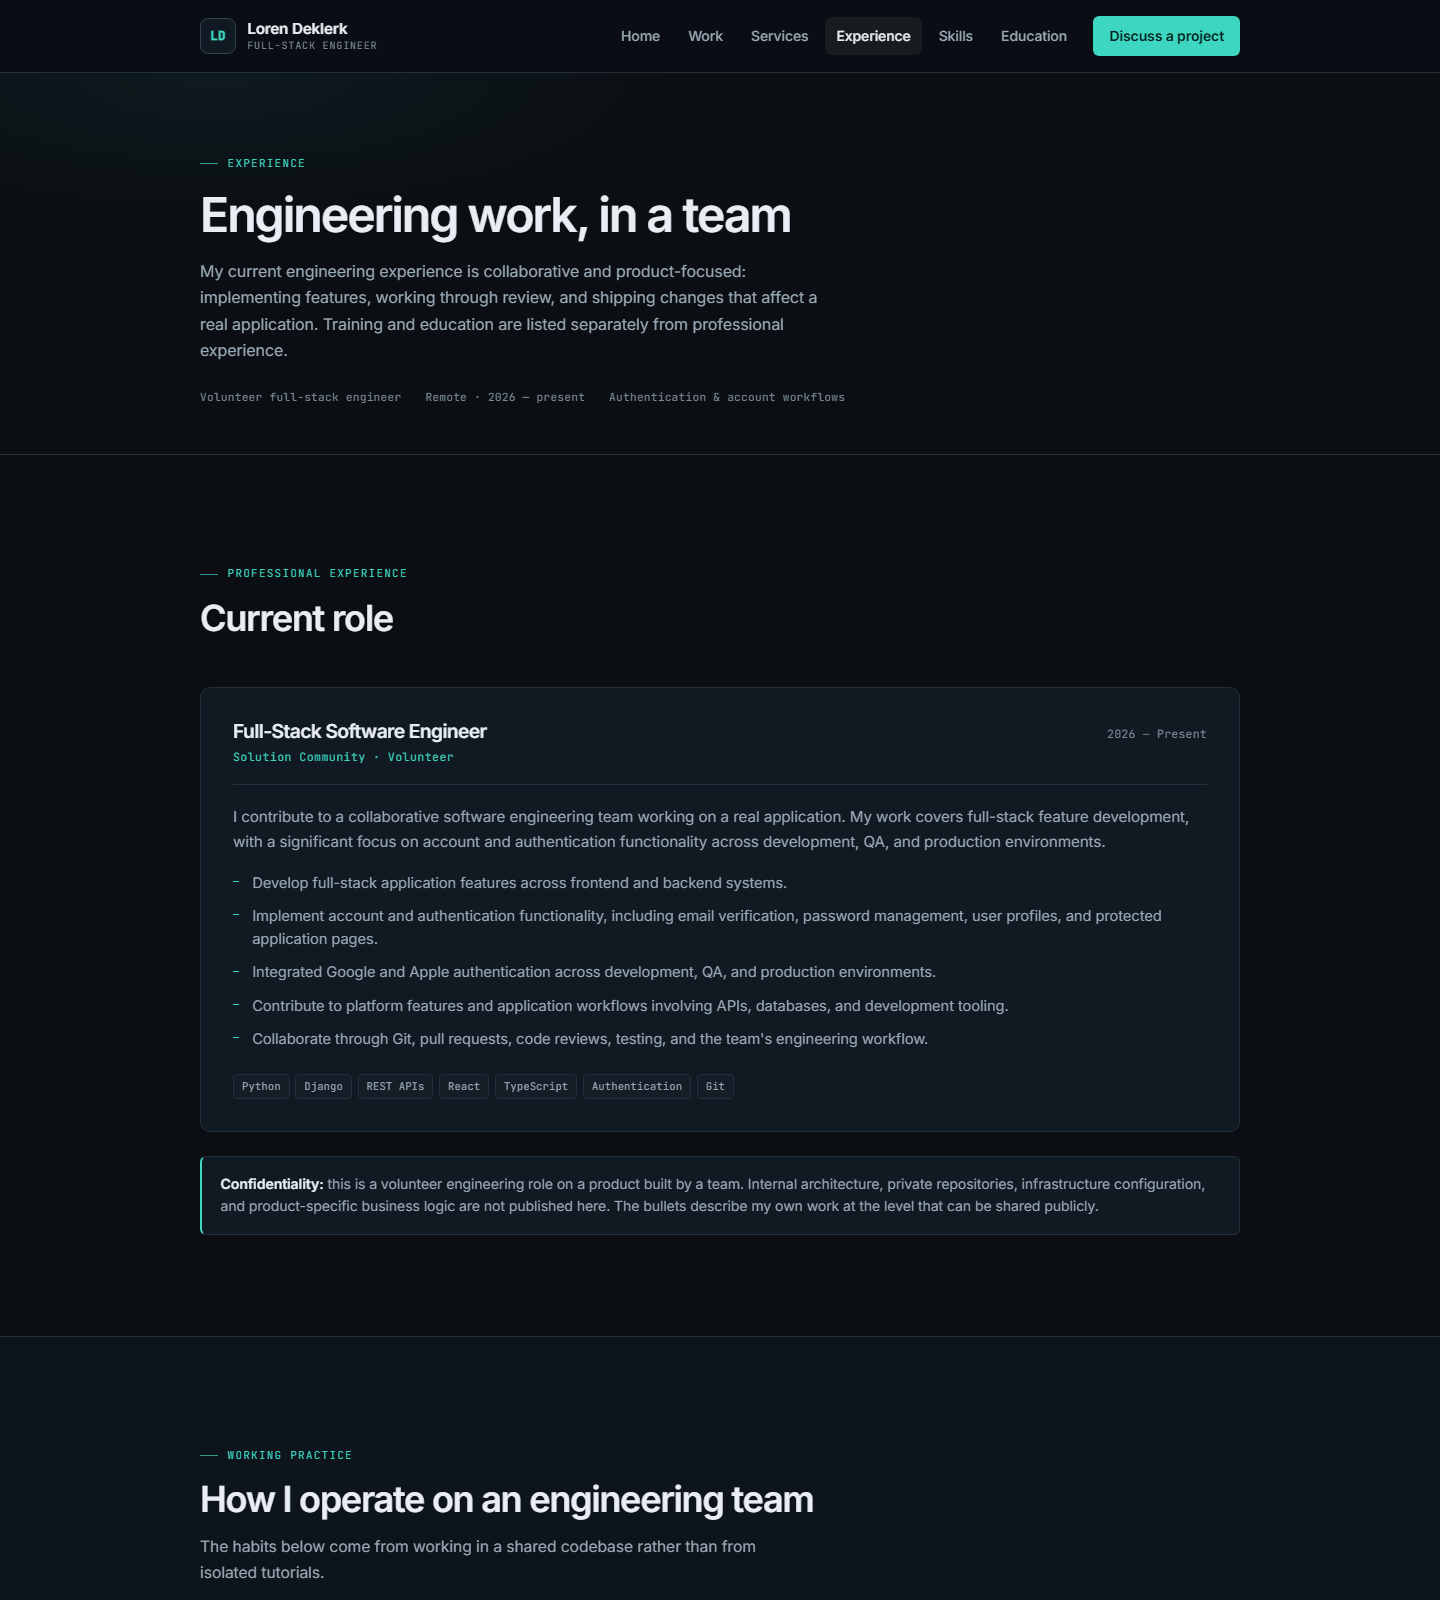 LD
Loren Deklerk
FULL-STACK ENGINEER
Home
Work
Services
Experience
Skills
Education
Discuss a project
EXPERIENCE
Engineering work, in a team
My current engineering experience is collaborative and product-focused:
implementing features, working through review, and shipping changes that affect a
real application. Training and education are listed separately from professional
experience.
Volunteer full-stack engineer
Remote · 2026 — present
Authentication & account workflows
PROFESSIONAL EXPERIENCE
Current role
Full-Stack Software Engineer
2026 — Present
Solution Community · Volunteer
I contribute to a collaborative software engineering team working on a real application. My work covers full-stack feature development,
with a significant focus on account and authentication functionality across development, QA, and production environments.
Develop full-stack application features across frontend and backend systems.
Implement account and authentication functionality, including email verification, password management, user profiles, and protected
application pages.
Integrated Google and Apple authentication across development, QA, and production environments.
Contribute to platform features and application workflows involving APIs, databases, and development tooling.
Collaborate through Git, pull requests, code reviews, testing, and the team's engineering workflow.
Python
Django
REST APIs
React
TypeScript
Authentication
Git
Confidentiality: this is a volunteer engineering role on a product built by a team. Internal architecture, private repositories, infrastructure configuration,
and product-specific business logic are not published here. The bullets describe my own work at the level that can be shared publicly.
WORKING PRACTICE
How I operate on an engineering team
The habits below come from working in a shared codebase rather than from
isolated tutorials.